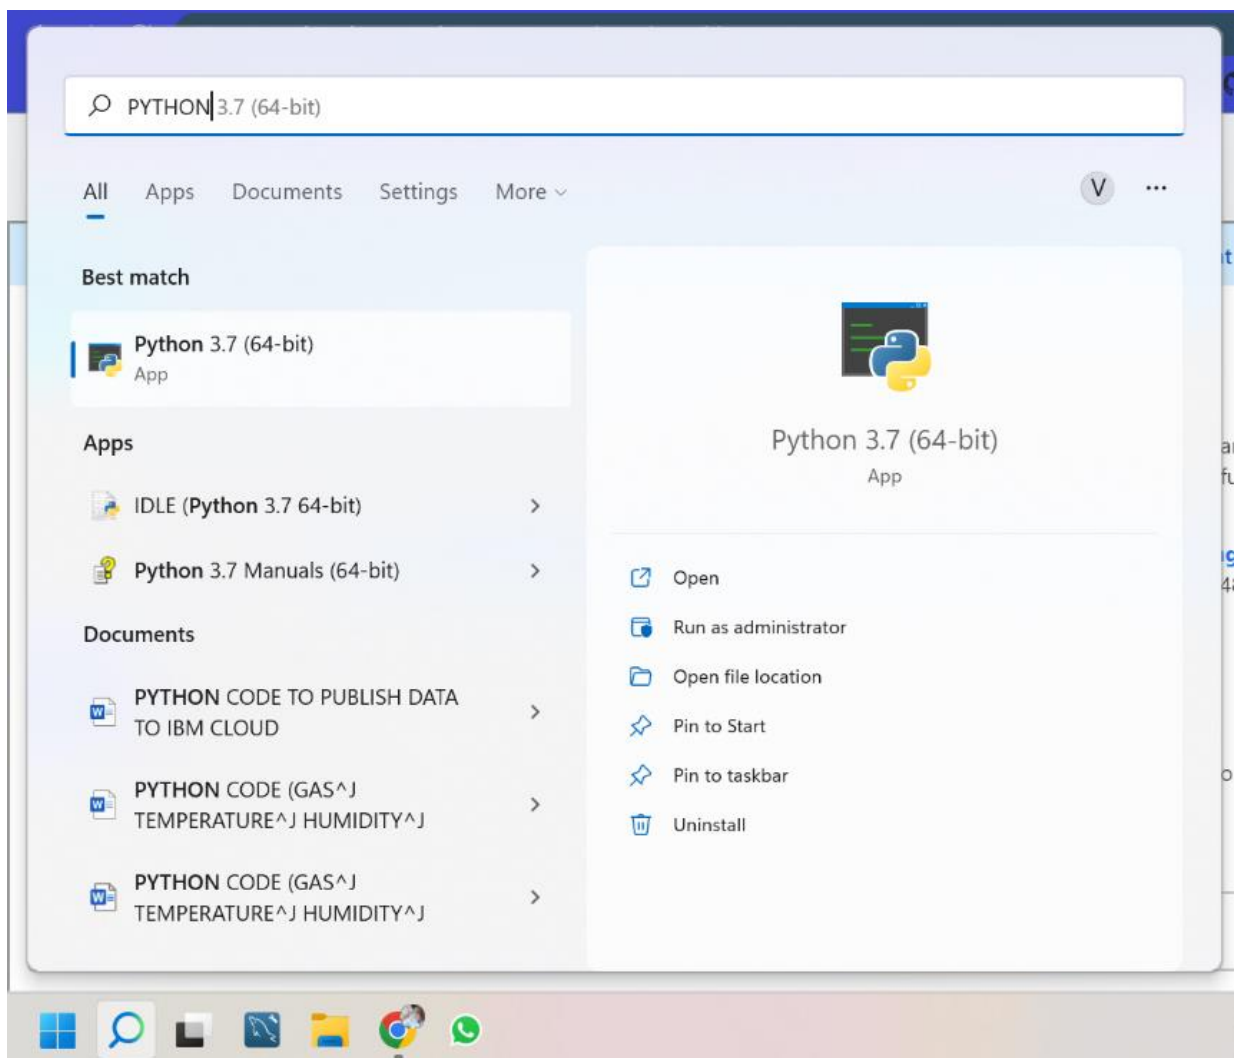 PYTHON 3.7 (64-bit)
All Apps Documents Settings More
V
Best match
Python 3.7 (64-bit)
App
Apps
IDLE (Python 3.7 64-bit)
Python 3.7 Manuals (64-bit)
Documents
PYTHON CODE TO PUBLISH DATA
TO IBM CLOUD
PYTHON CODE (GAS^J
TEMPERATURE^J HUMIDITY^J
PYTHON CODE (GAS^J
TEMPERATURE^J HUMIDITY^J
Python 3.7 (64-bit)
App
Open
Run as administrator
Open file location
Pin to Start
Pin to taskbar
Uninstall